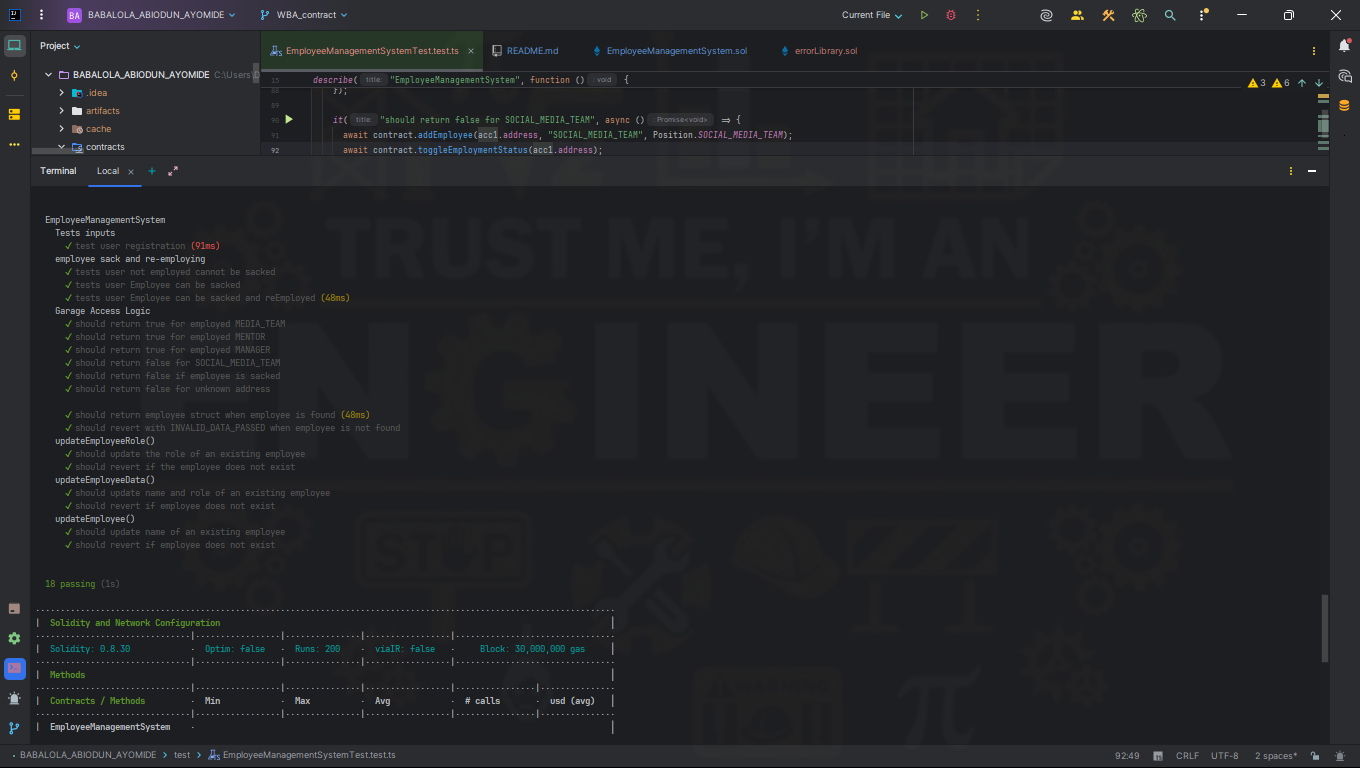 BA BABALOLA_ABIODUN_AYOMIDE WBA_contract Current File
Project
EmployeeManagementSystemTest.test.ts README.md EmployeeManagementSystem.sol errorLibrary.sol
BABALOLA_ABIODUN_AYOMIDE C:\Users\D
.idea
artifacts
cache
contracts
15 describe( title: "EmployeeManagementSystem", function () : void {
3 6
88 });
89
90 it( title "should return false for SOCIAL_MEDIA_TEAM", async () : Promise<void> => {
91 await contract.addEmployee(acc1.address, "SOCIAL_MEDIA_TEAM", Position.SOCIAL_MEDIA_TEAM);
92 await contract.toggleEmploymentStatus(acc1.address);
Terminal Local
TRUST ME, I'M AN
ENGINEER
STOP
EmployeeManagementSystem
Tests inputs
✓ test user registration (91ms)
employee sack and re-employing
✓ tests user not employed cannot be sacked
✓ tests user Employee can be sacked
✓ tests user Employee can be sacked and reEmployed (48ms)
Garage Access Logic
✓ should return true for employed MEDIA_TEAM
✓ should return true for employed MENTOR
✓ should return true for employed MANAGER
✓ should return false for SOCIAL_MEDIA_TEAM
✓ should return false if employee is sacked
✓ should return false for unknown address
✓ should return employee struct when employee is found (48ms)
✓ should revert with INVALID_DATA_PASSED when employee is not found
updateEmployeeRole()
✓ should update the role of an existing employee
✓ should revert if the employee does not exist
updateEmployeeData()
✓ should update name and role of an existing employee
✓ should revert if employee does not exist
updateEmployee()
✓ should update name of an existing employee
✓ should revert if employee does not exist
18 passing (1s)
| Solidity and Network Configuration |
| Solidity: 0.8.30 · Optim: false · Runs: 200 · viaIR: false · Block: 30,000,000 gas |
| Methods |
| Contracts / Methods · Min · Max · Avg · # calls · usd (avg) |
| EmployeeManagementSystem · |
BABALOLA_ABIODUN_AYOMIDE > test > EmployeeManagementSystemTest.test.ts 92:49 CRLF UTF-8 2 spaces*